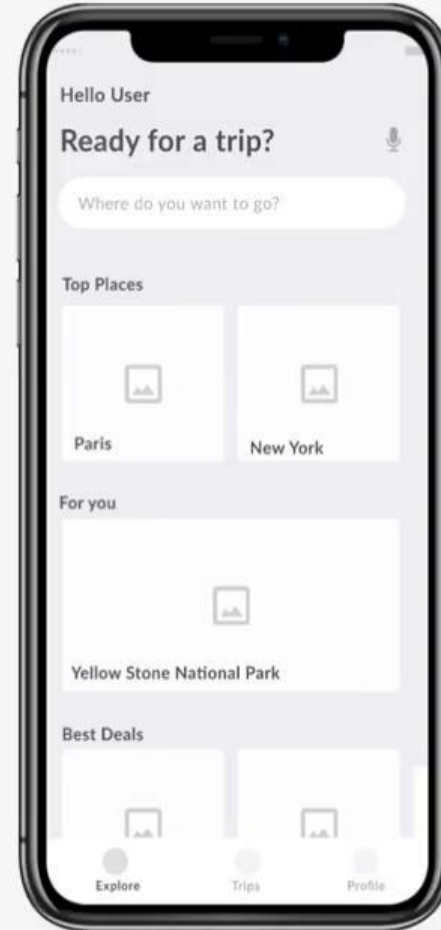 Hello User
Ready for a trip?
Where do you want to go?
Top Places
Paris
New York
For you
Yellow Stone National Park
Best Deals
Explore
Trips
Profile